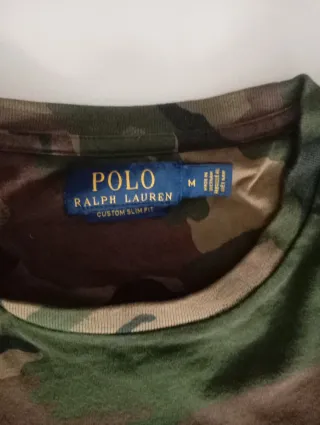 POLO
RALPH LAUREN
CUSTOM SLIM FIT
M